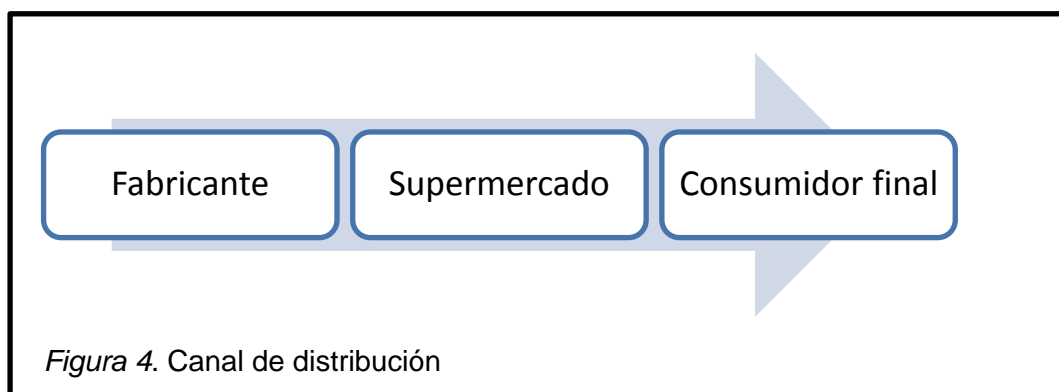 Fabricante
Supermercado
Consumidor final
Figura 4. Canal de distribución